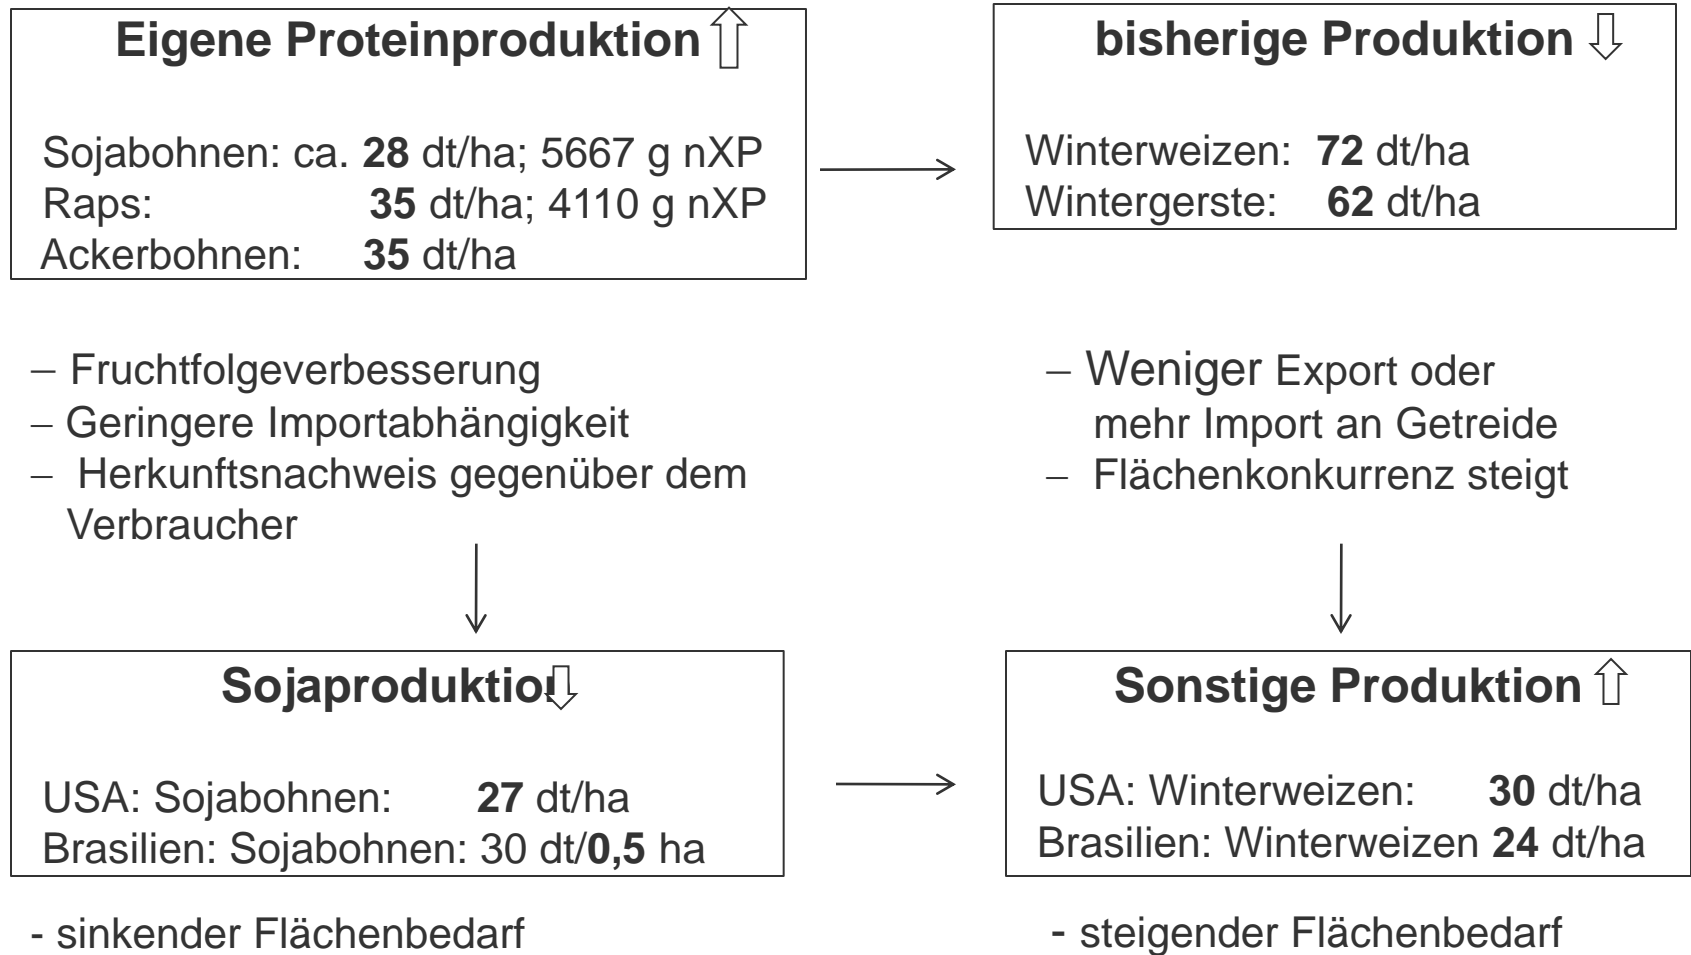 Eigene Proteinproduktion
Sojabohnen: ca. 28 dt/ha; 5667 g nXP
Raps: 35 dt/ha; 4110 g nXP
Ackerbohnen: 35 dt/ha
bisherige Produktion
Winterweizen: 72 dt/ha
Wintergerste: 62 dt/ha
– Fruchtfolgeverbesserung
– Geringere Importabhängigkeit
– Herkunftsnachweis gegenüber dem
Verbraucher
– Weniger Export oder
mehr Import an Getreide
– Flächenkonkurrenz steigt
Sojaproduktion
USA: Sojabohnen: 27 dt/ha
Brasilien: Sojabohnen: 30 dt/0,5 ha
- sinkender Flächenbedarf
Sonstige Produktion
USA: Winterweizen: 30 dt/ha
Brasilien: Winterweizen 24 dt/ha
- steigender Flächenbedarf